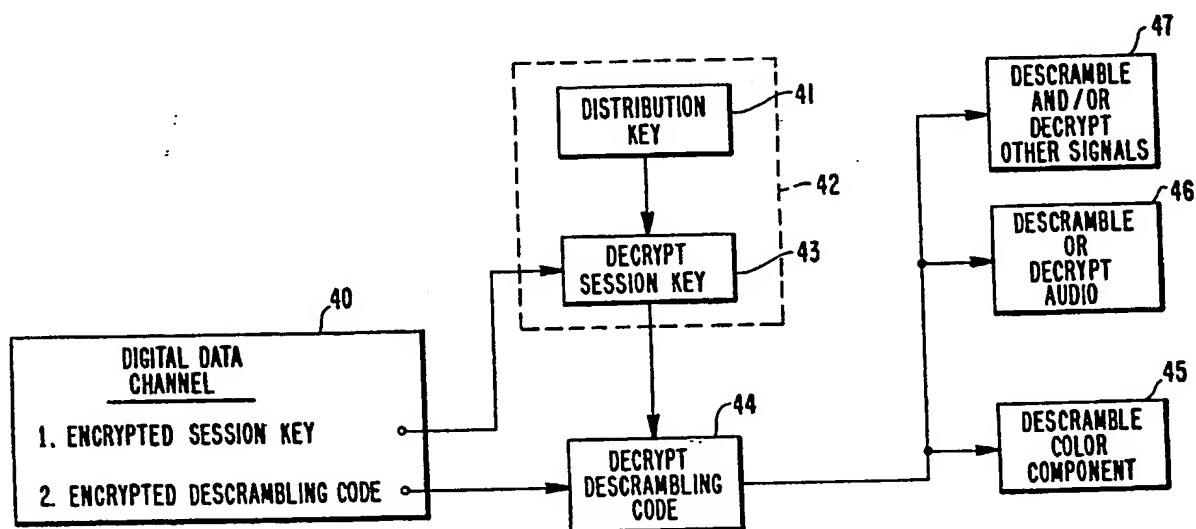 47
DESCRAMBLE
AND/OR
DECRYPT
OTHER SIGNALS
DISTRIBUTION
KEY
41
42
46
DESCRAMBLE
OR
DECRYPT
AUDIO
DECRYPT
SESSION KEY
43
40
DIGITAL DATA
CHANNEL
1. ENCRYPTED SESSION KEY
2. ENCRYPTED DESCRAMBLING CODE
44
DECRYPT
DESCRAMBLING
CODE
45
DESCRAMBLE
COLOR
COMPONENT